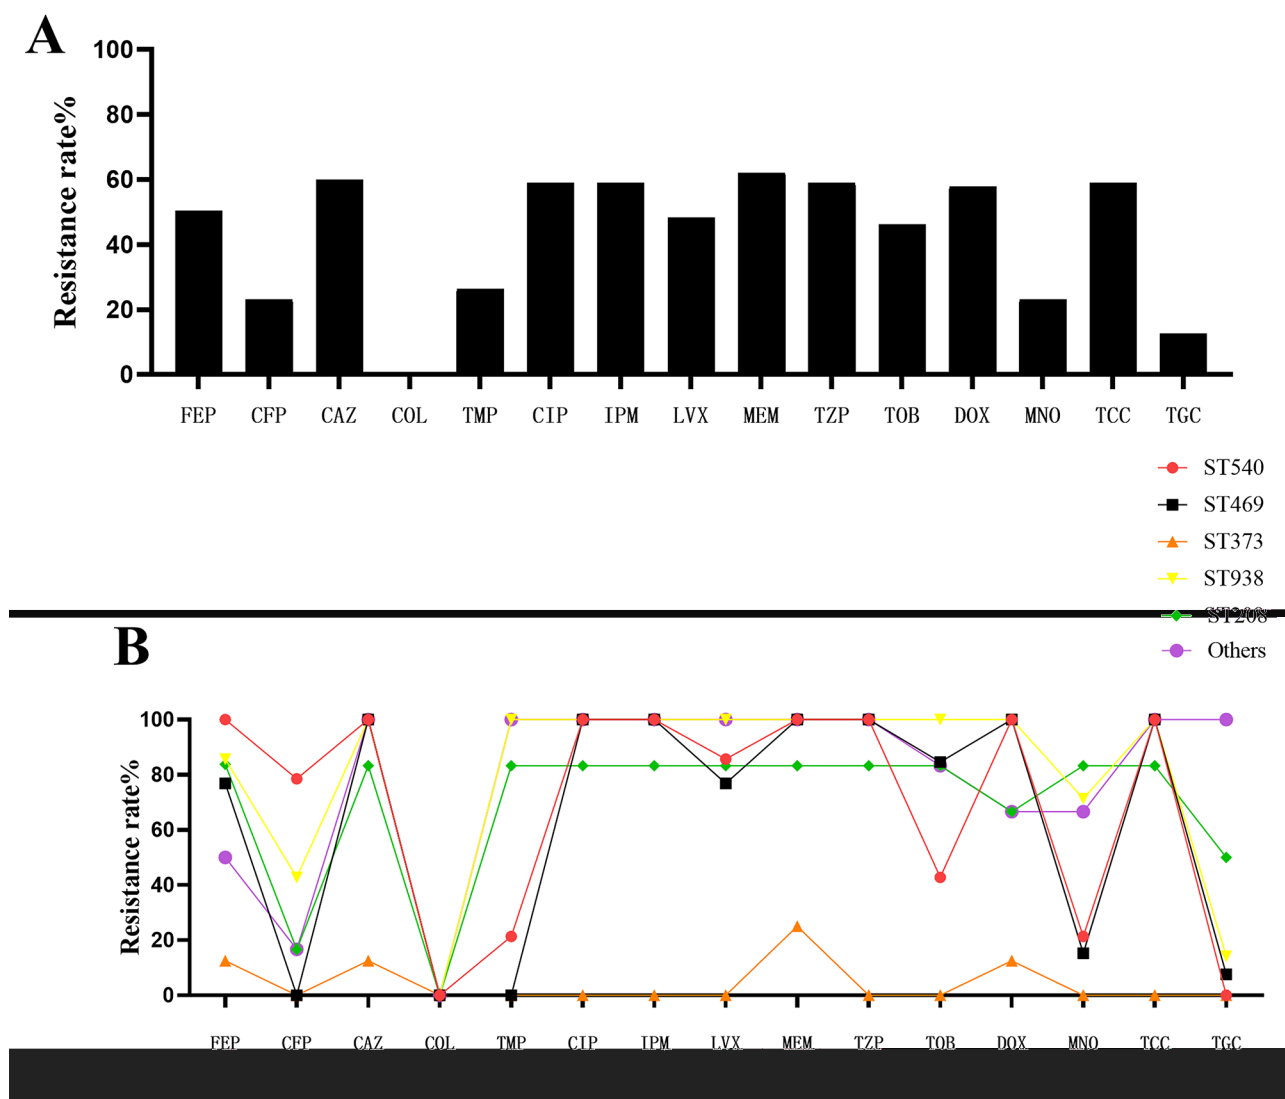 A
100
80
60
40
20
0
Resistance rate%
FEP CFP CAZ COL TMP CIP IPM LVX MEM TZP TOB DOX MNO TCC TGC
ST540
ST469
ST373
ST938
ST208
Others
B
100
80
60
40
20
0
Resistance rate%
FEP CFP CAZ COL TMP CIP IPM LVX MEM TZP TOB DOX MNO TCC TGC